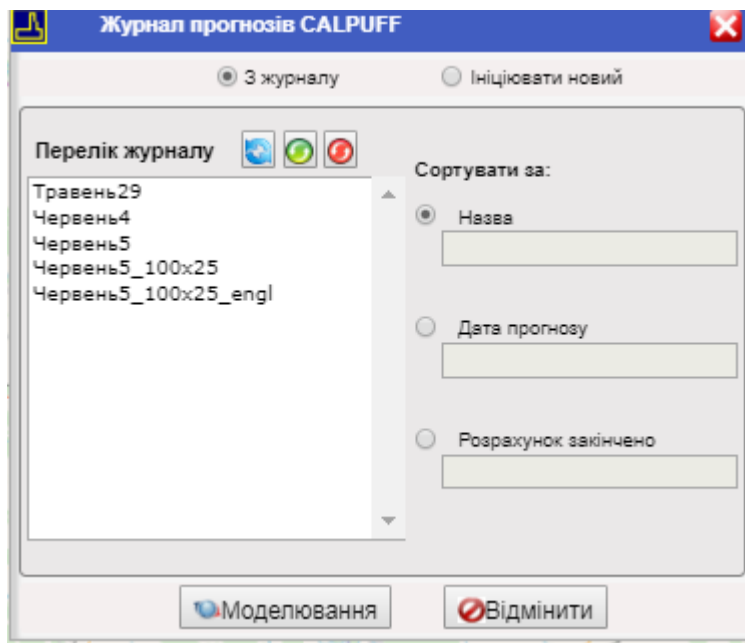 Журнал прогнозів CALPUFF
З журналу
Ініціювати новий
Перелік журналу
Травень29
Червень4
Червень5
Червень5_100x25
Червень5_100x25_engl
Сортувати за:
Назва
Дата прогнозу
Розрахунок закінчено
Моделювання
Відмінити